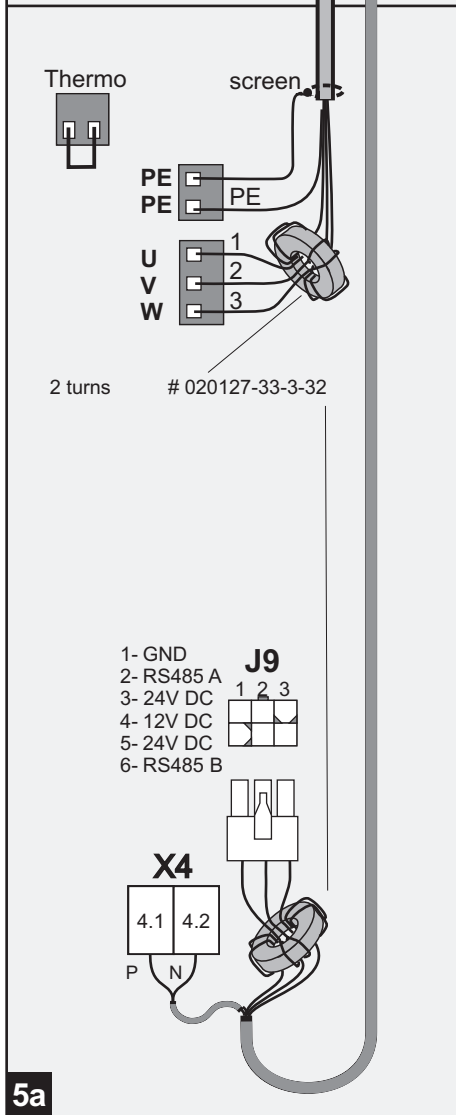 Thermo
screen
PE
PE
PE
U
V
W
1
2
3
2 turns
# 020127-33-3-32
1- GND
2- RS485 A
3- 24V DC
4- 12V DC
5- 24V DC
6- RS485 B
J9
1 2 3
X4
4.1 4.2
P N
5a